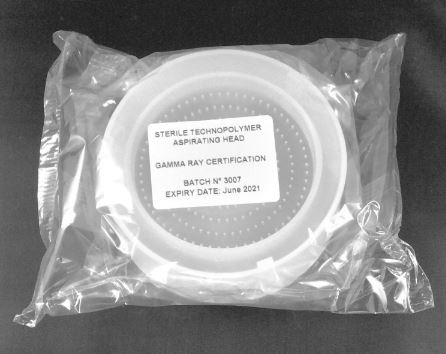 STERILE TECHNOPOLYMER
ASPIRATING HEAD
GAMMA RAY CERTIFICATION
BATCH N° 3007
EXPIRY DATE: June 2021